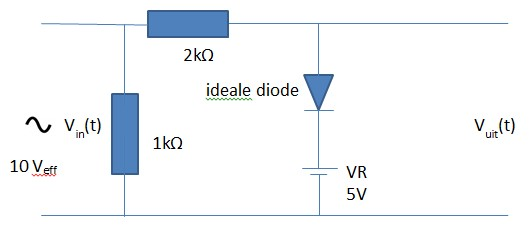 2kΩ
ideale diode
V_in(t)
1kΩ
V_uit(t)
10 V_eff
VR
5V